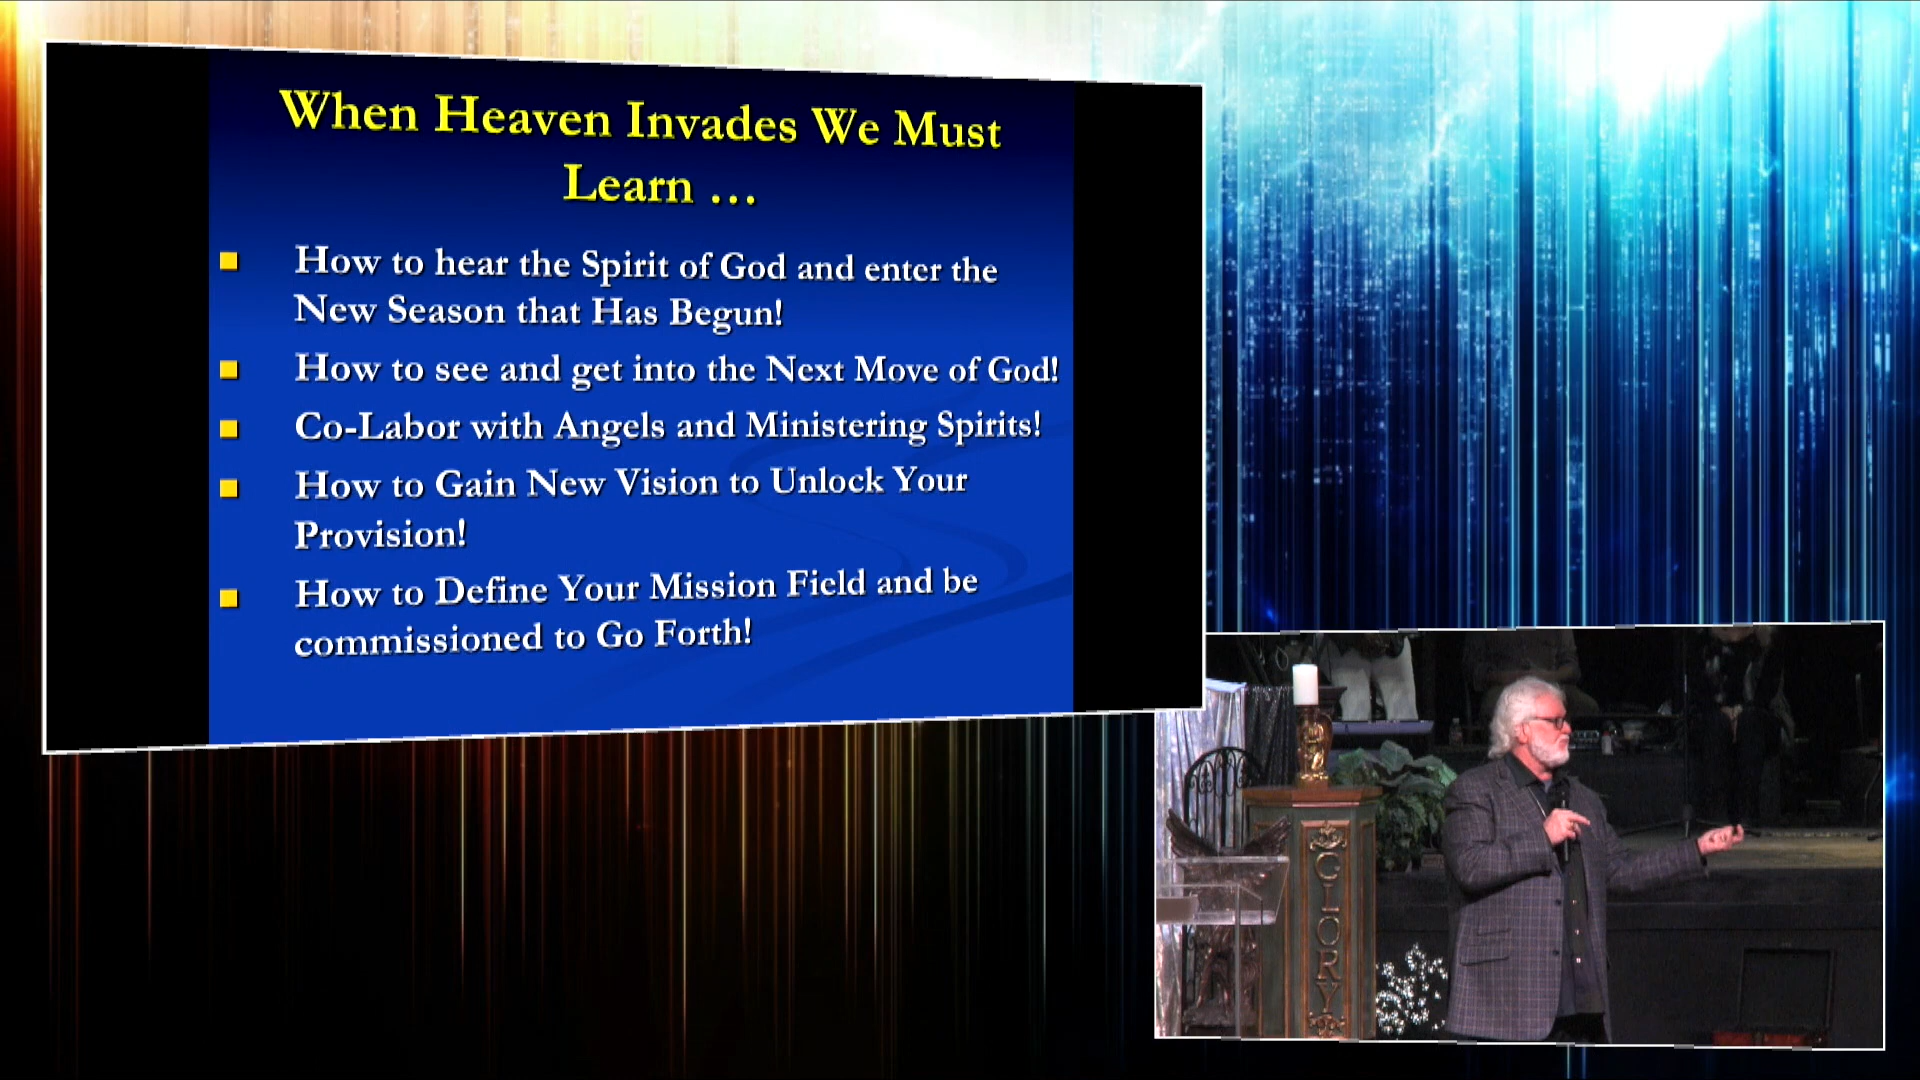 When Heaven Invades We Must
Learn …
How to hear the Spirit of God and enter the
New Season that Has Begun!
How to see and get into the Next Move of God!
Co-Labor with Angels and Ministering Spirits!
How to Gain New Vision to Unlock Your
Provision!
How to Define Your Mission Field and be
commissioned to Go Forth!
GLORY